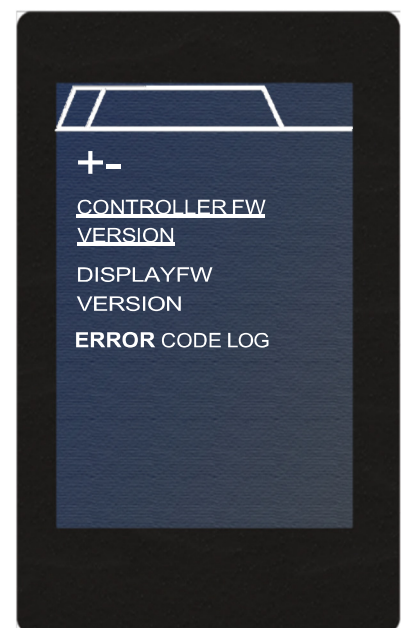 +-
CONTROLLER FW
VERSION
DISPLAYFW
VERSION
ERROR CODE LOG